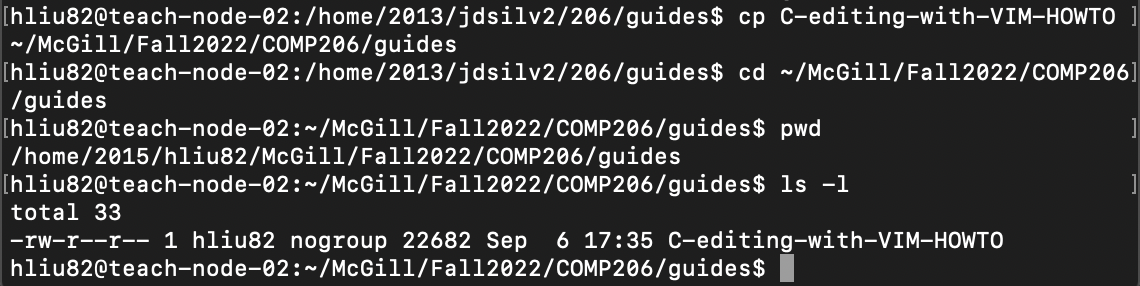 [hliu82@teach-node-02:/home/2013/jdsilv2/206/guides$ cp C-editing-with-VIM-HOWTO ]
~/McGill/Fall2022/COMP206/guides
[hliu82@teach-node-02:/home/2013/jdsilv2/206/guides$ cd ~/McGill/Fall2022/COMP206]
/guides
[hliu82@teach-node-02:~/McGill/Fall2022/COMP206/guides$ pwd ]
/home/2015/hliu82/McGill/Fall2022/COMP206/guides
[hliu82@teach-node-02:~/McGill/Fall2022/COMP206/guides$ ls -l ]
total 33
-rw-r--r-- 1 hliu82 nogroup 22682 Sep  6 17:35 C-editing-with-VIM-HOWTO
hliu82@teach-node-02:~/McGill/Fall2022/COMP206/guides$